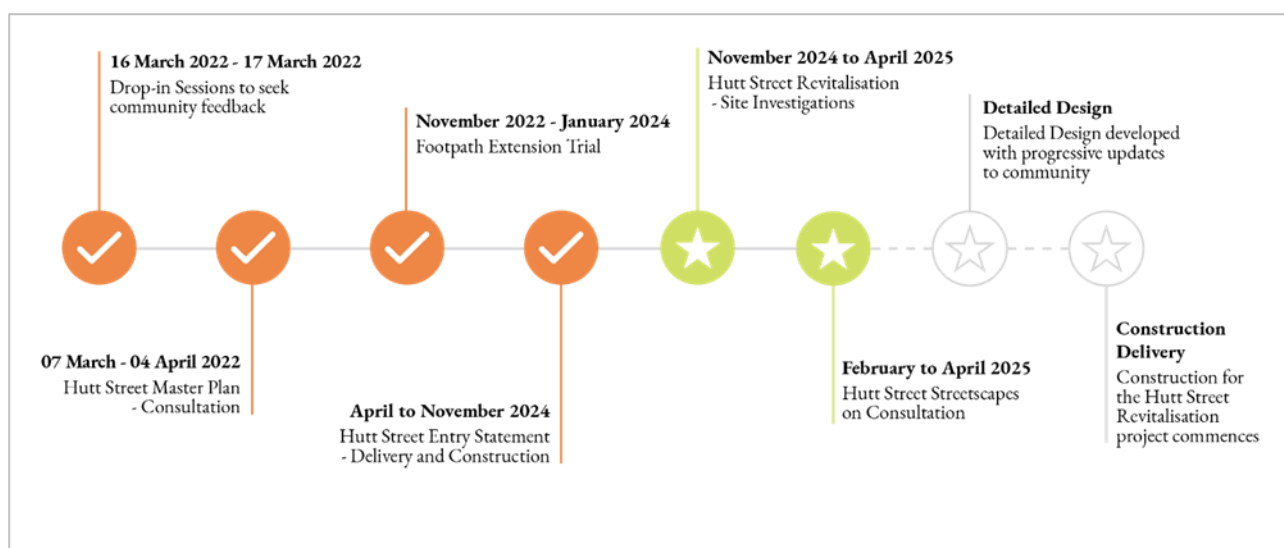 16 March 2022 - 17 March 2022
Drop-in Sessions to seek
community feedback
07 March - 04 April 2022
Hutt Street Master Plan
- Consultation
November 2022 - January 2024
Footpath Extension Trial
April to November 2024
Hutt Street Entry Statement
- Delivery and Construction
November 2024 to April 2025
Hutt Street Revitalisation
- Site Investigations
February to April 2025
Hutt Street Streetscapes
on Consultation
Detailed Design
Detailed Design developed
with progressive updates
to community
Construction
Delivery
Construction for
the Hutt Street
Revitalisation
project commences